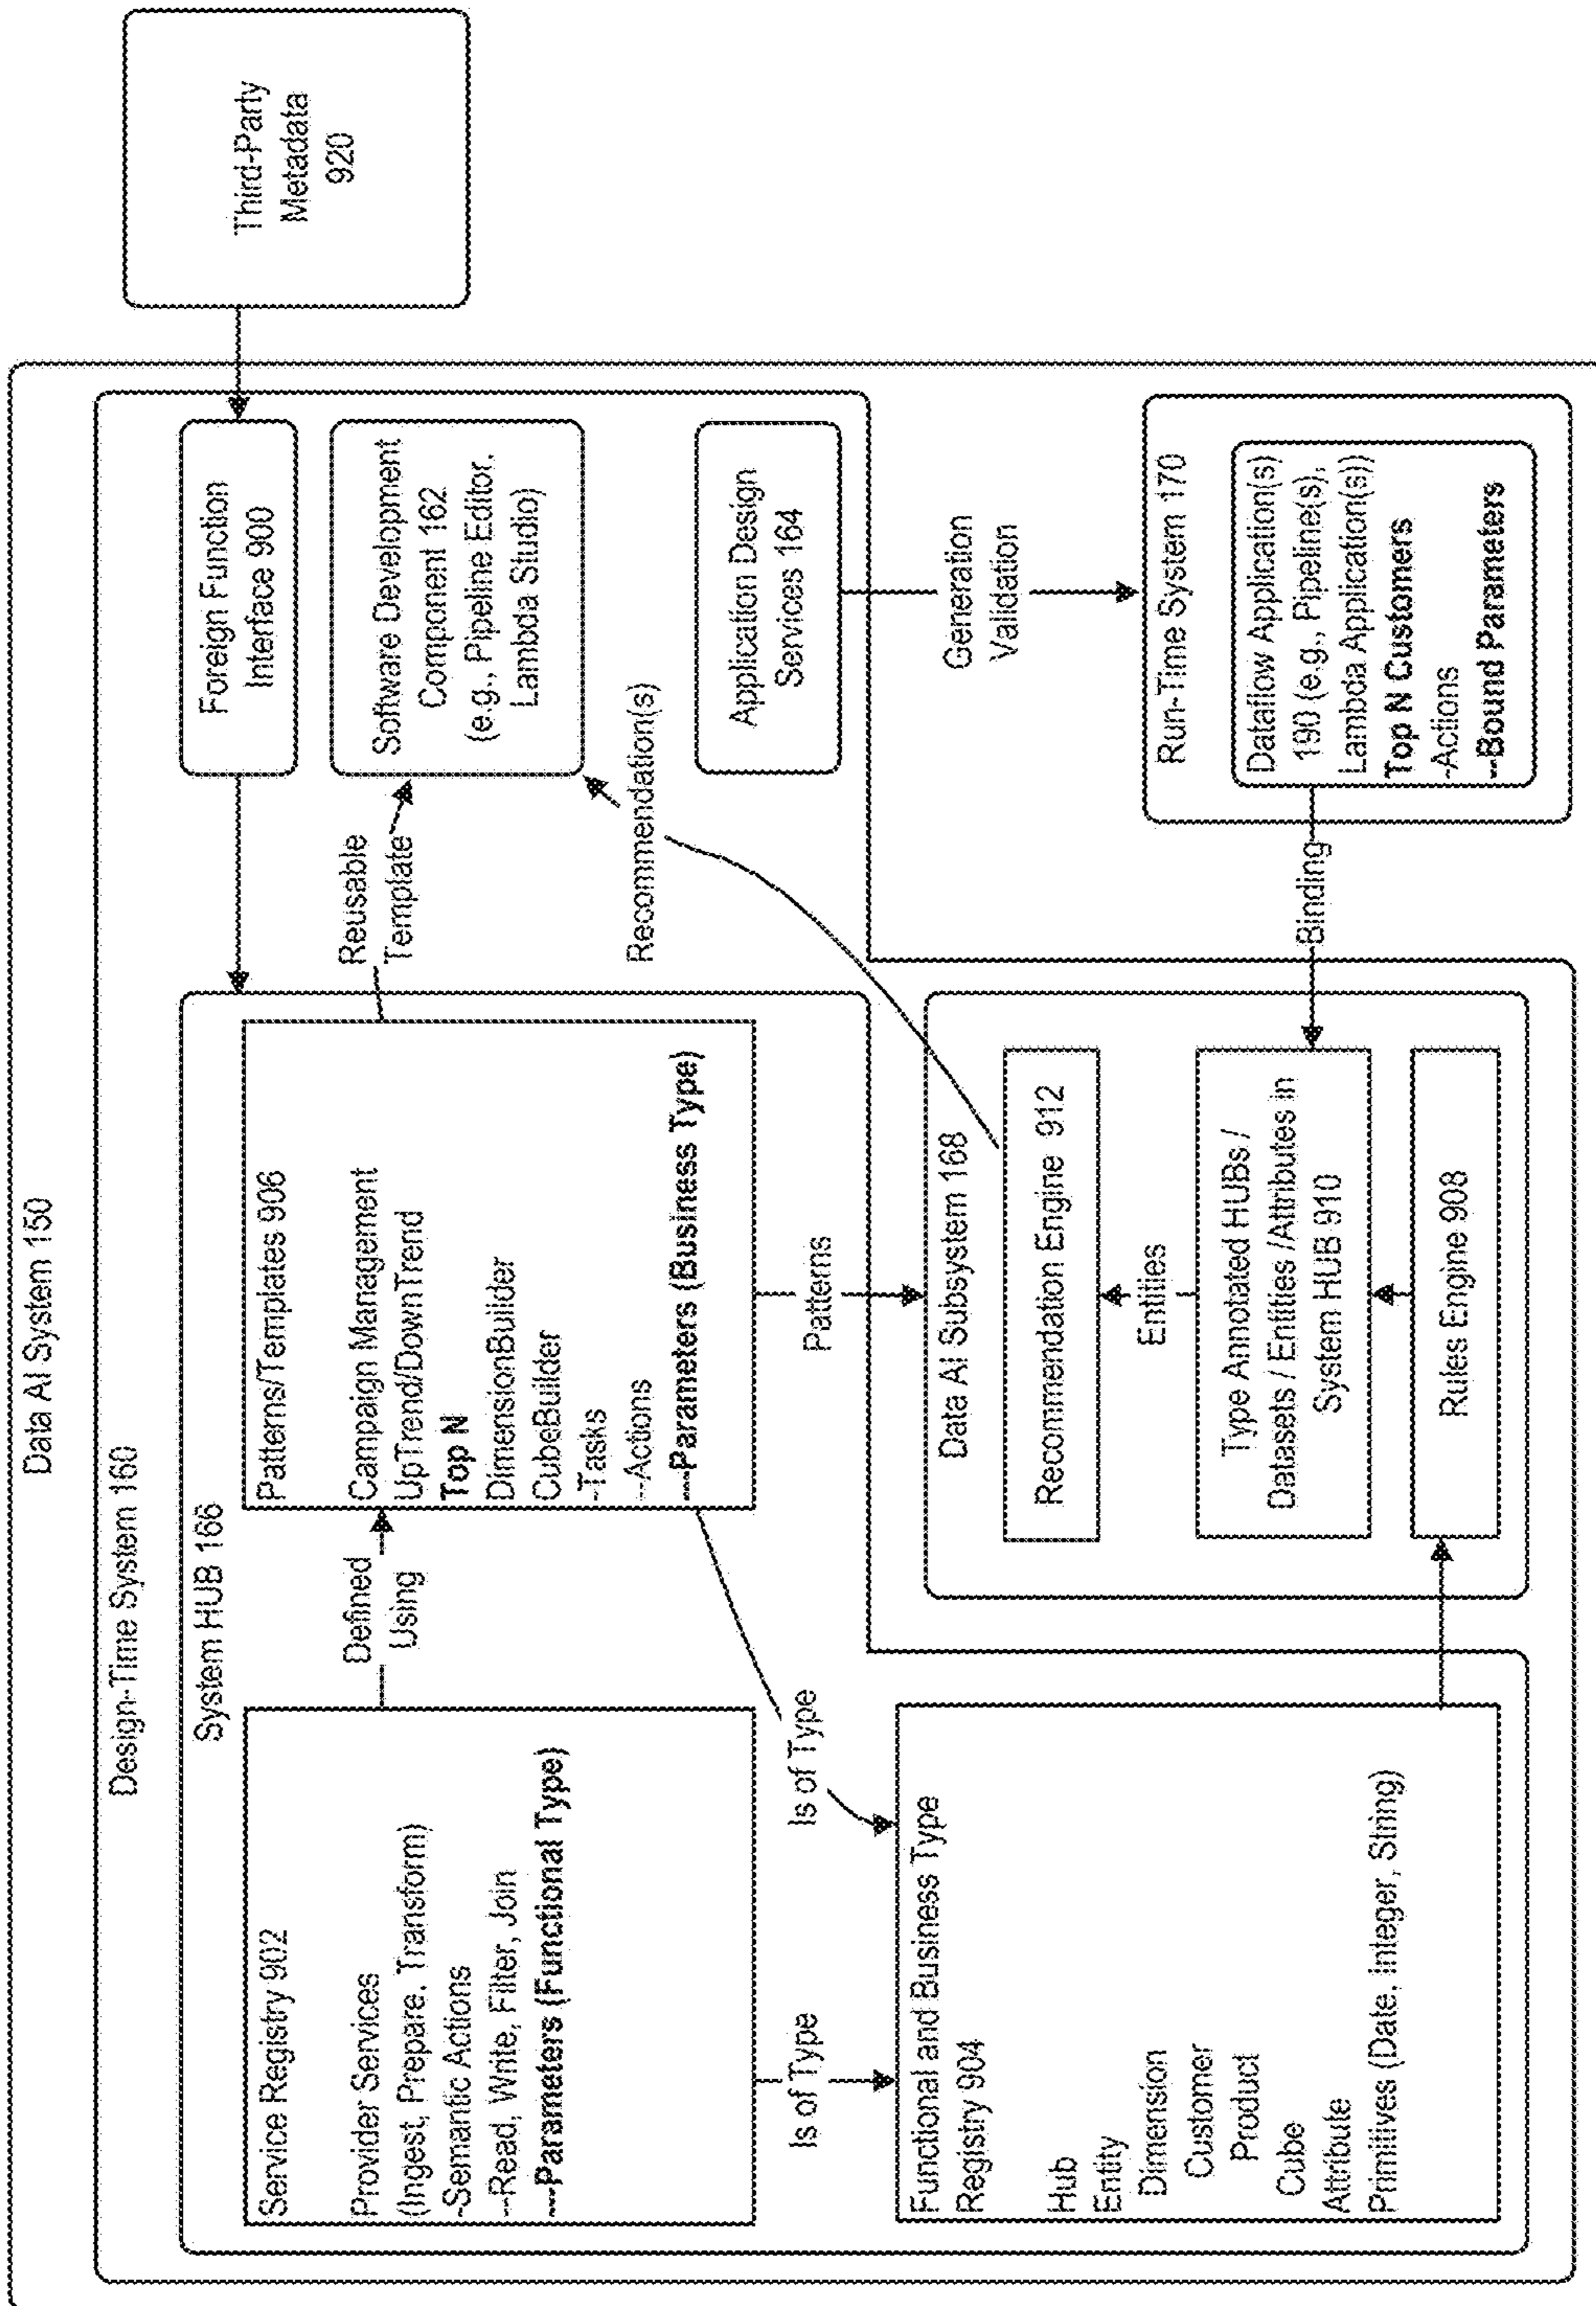 Data AI System 150
Design-Time System 160
System HUB 166
Service Registry 902
Provider Services
(Ingest, Prepare, Transform)
-Semantic Actions
--Read, Write, Filter, Join
---Parameters (Functional Type)
Defined
Using
Patterns/Templates 906
Campaign Management
UpTrend/DownTrend
Top N
DimensionBuilder
CubeBuilder
-Tasks
--Actions
---Parameters (Business Type)
Reusable
Template
Foreign Function
Interface 900
Third-Party
Metadata
920
Software Development
Component 162
(e.g., Pipeline Editor,
Lambda Studio)
Recommendation(s)
Application Design
Services 164
Is of Type
Is of Type
Patterns
Functional and Business Type
Registry 904
Hub
Entity
Dimension
Customer
Product
Cube
Attribute
Primitives (Date, Integer, String)
Data AI Subsystem 168
Recommendation Engine 912
Entities
Type Annotated HUBs /
Datasets / Entities /Attributes in
System HUB 910
Rules Engine 908
Generation
Validation
Binding
Run-Time System 170
Dataflow Application(s)
190 (e.g., Pipeline(s),
Lambda Application(s))
Top N Customers
-Actions
--Bound Parameters